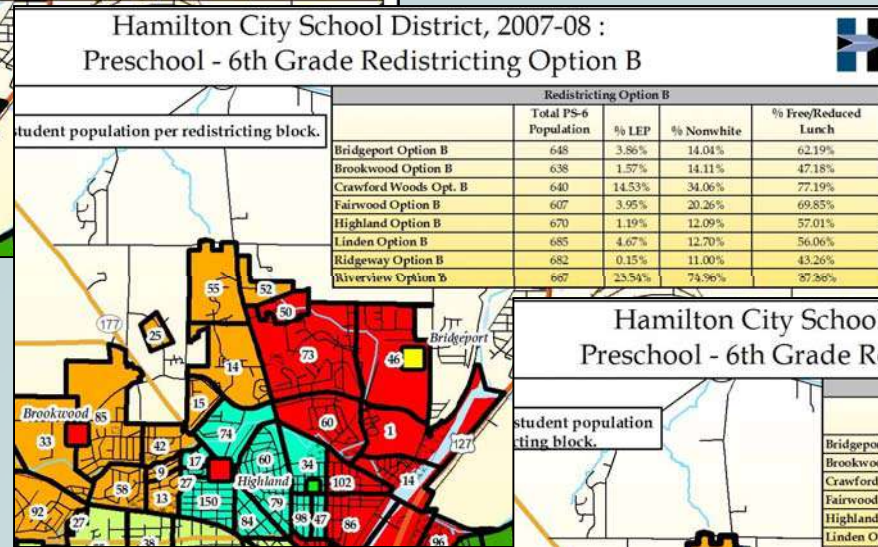 Hamilton City School District, 2007-08 :
Preschool - 6th Grade Redistricting Option B
H
student population per redistricting block.
Redistricting Option B
Total PS-6 Population % LEP % Nonwhite % Free/Reduced Lunch
Bridgeport Option B 648 3.86% 14.04% 62.19%
Brookwood Option B 638 1.57% 14.11% 47.18%
Crawford Woods Opt. B 640 14.53% 34.06% 77.19%
Fairwood Option B 607 3.95% 20.26% 69.85%
Highland Option B 670 1.19% 12.09% 57.01%
Linden Option B 685 4.67% 12.70% 56.06%
Ridgeway Option B 682 0.15% 11.00% 43.26%
Riverview Option B 667 23.54% 74.96% 87.86%
55
52
50
177
25
73
46
Bridgeport
14
15
Brookwood
85
33
74
60
1
127
42
17
60
34
9
27
Highland
102
14
58
13
150
79
92
27
84
98
47
86
38
96
Hamilton City Schoo
Preschool - 6th Grade R
student population
cting block.
Bridgepo
Brookwo
Crawford
Fairwood
Highland
Linden O